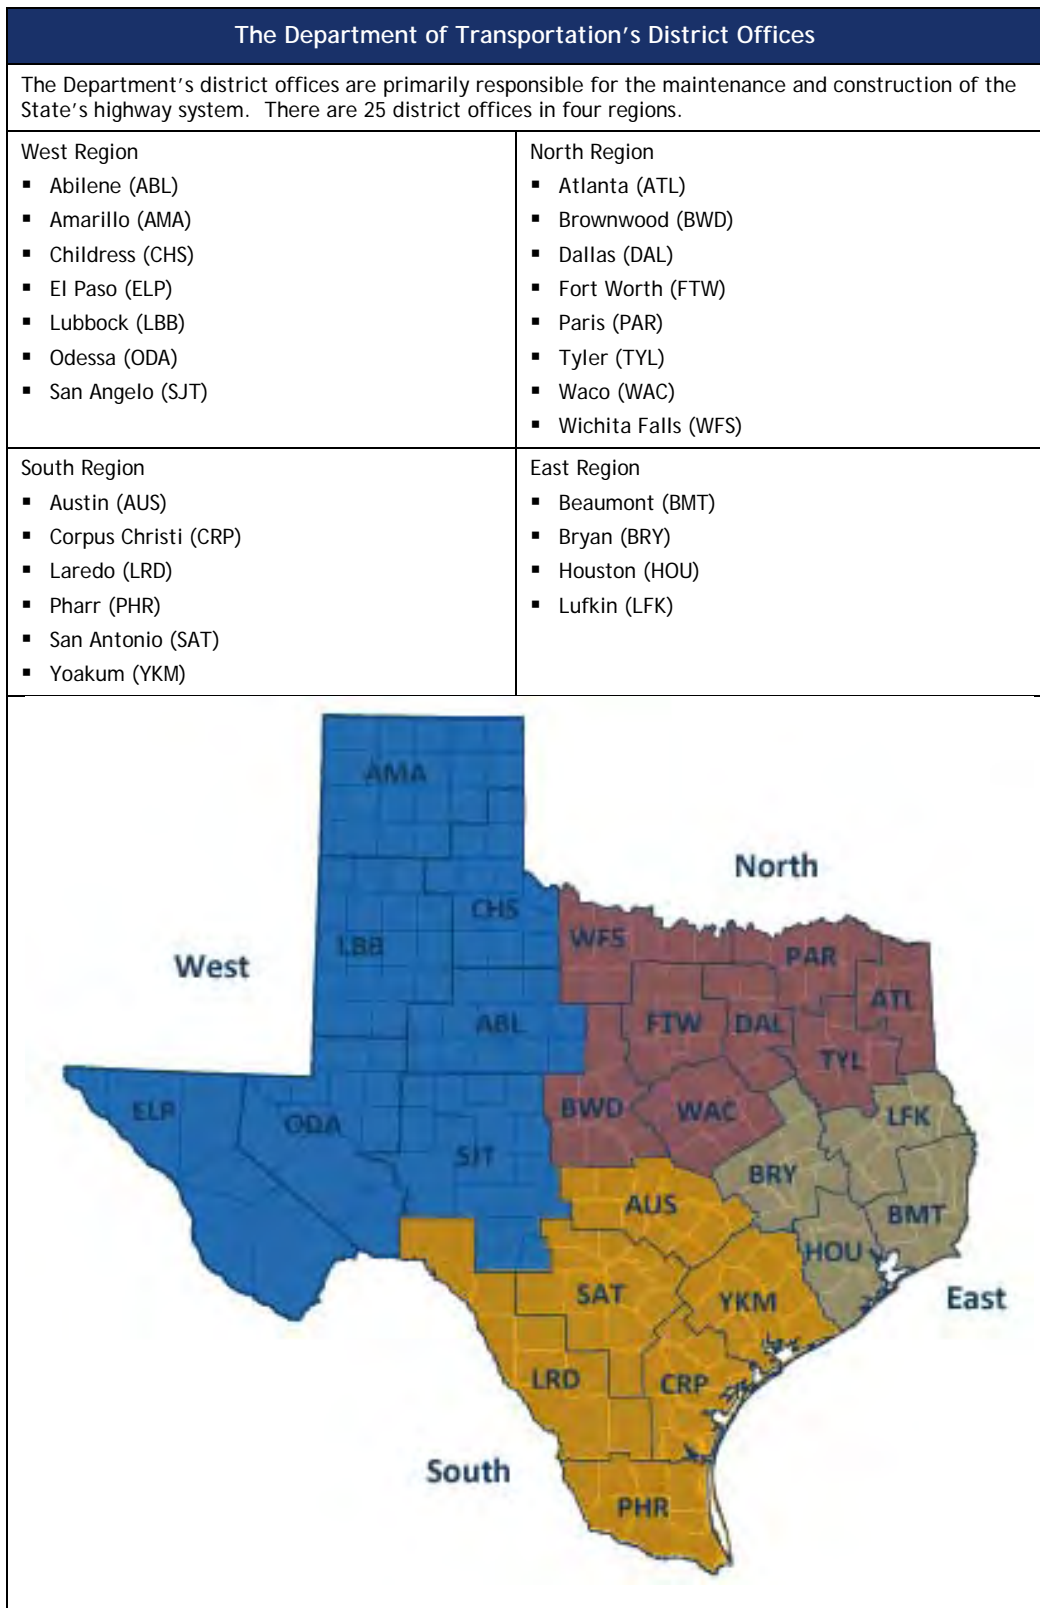 The Department of Transportation's District Offices
The Department's district offices are primarily responsible for the maintenance and construction of the
State's highway system.  There are 25 district offices in four regions.
West Region
▪ Abilene (ABL)
▪ Amarillo (AMA)
▪ Childress (CHS)
▪ El Paso (ELP)
▪ Lubbock (LBB)
▪ Odessa (ODA)
▪ San Angelo (SJT)
North Region
▪ Atlanta (ATL)
▪ Brownwood (BWD)
▪ Dallas (DAL)
▪ Fort Worth (FTW)
▪ Paris (PAR)
▪ Tyler (TYL)
▪ Waco (WAC)
▪ Wichita Falls (WFS)
South Region
▪ Austin (AUS)
▪ Corpus Christi (CRP)
▪ Laredo (LRD)
▪ Pharr (PHR)
▪ San Antonio (SAT)
▪ Yoakum (YKM)
East Region
▪ Beaumont (BMT)
▪ Bryan (BRY)
▪ Houston (HOU)
▪ Lufkin (LFK)
AMA
North
CHS
WFS
LBB
PAR
West
ATL
ABL
FTW
DAL
TYL
ELP
ODA
BWD
WAC
LFK
SJT
BRY
AUS
BMT
HOU
SAT
YKM
East
LRD
CRP
South
PHR